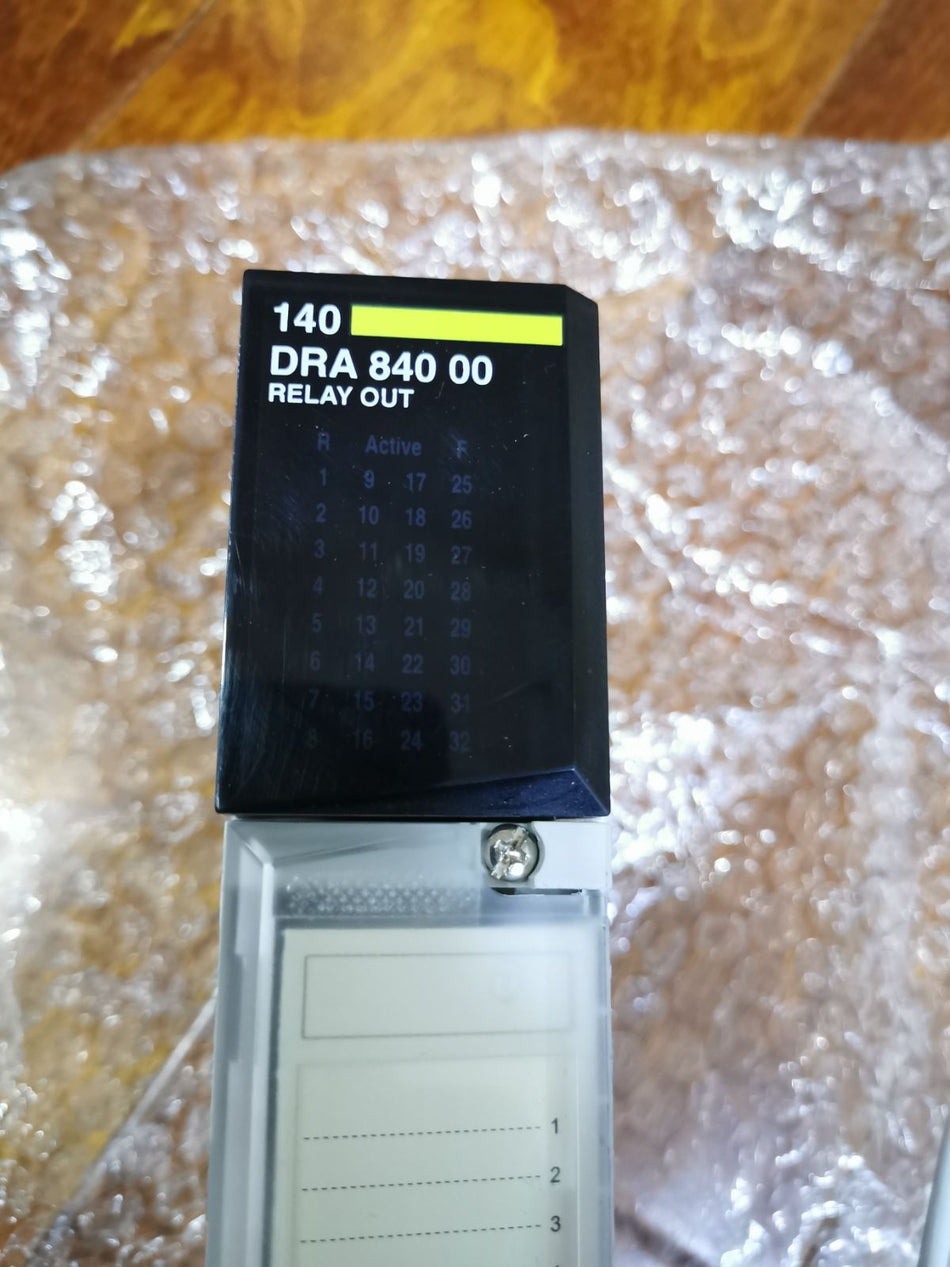 140
DRA 840 00
RELAY OUT
R Active F
1 9 17 25
2 10 18 26
3 11 19 27
4 12 20 28
5 13 21 29
6 14 22 30
7 15 23 31
8 16 24 32
1
2
3